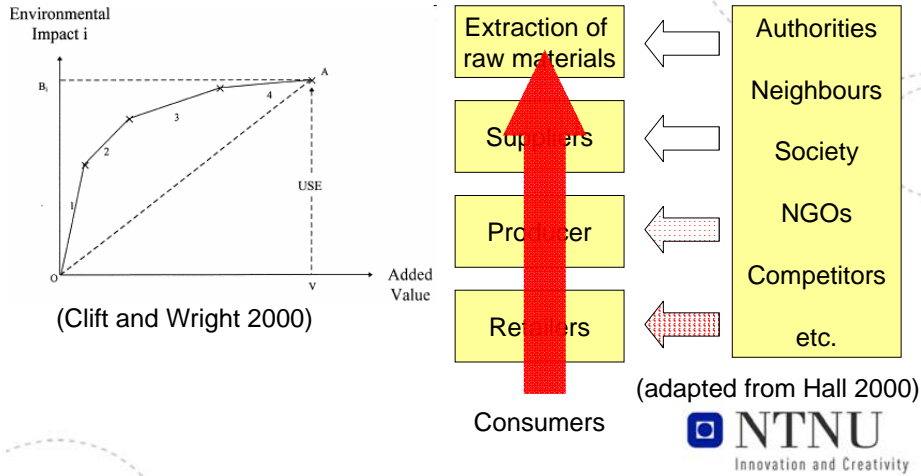 Environmental
Impact i
B_i
A
4
3
2
1
USE
O
V
Added
Value
(Clift and Wright 2000)
Extraction of
raw materials
Suppliers
Producer
Retailers
Consumers
Authorities
Neighbours
Society
NGOs
Competitors
etc.
(adapted from Hall 2000)
NTNU
Innovation and Creativity